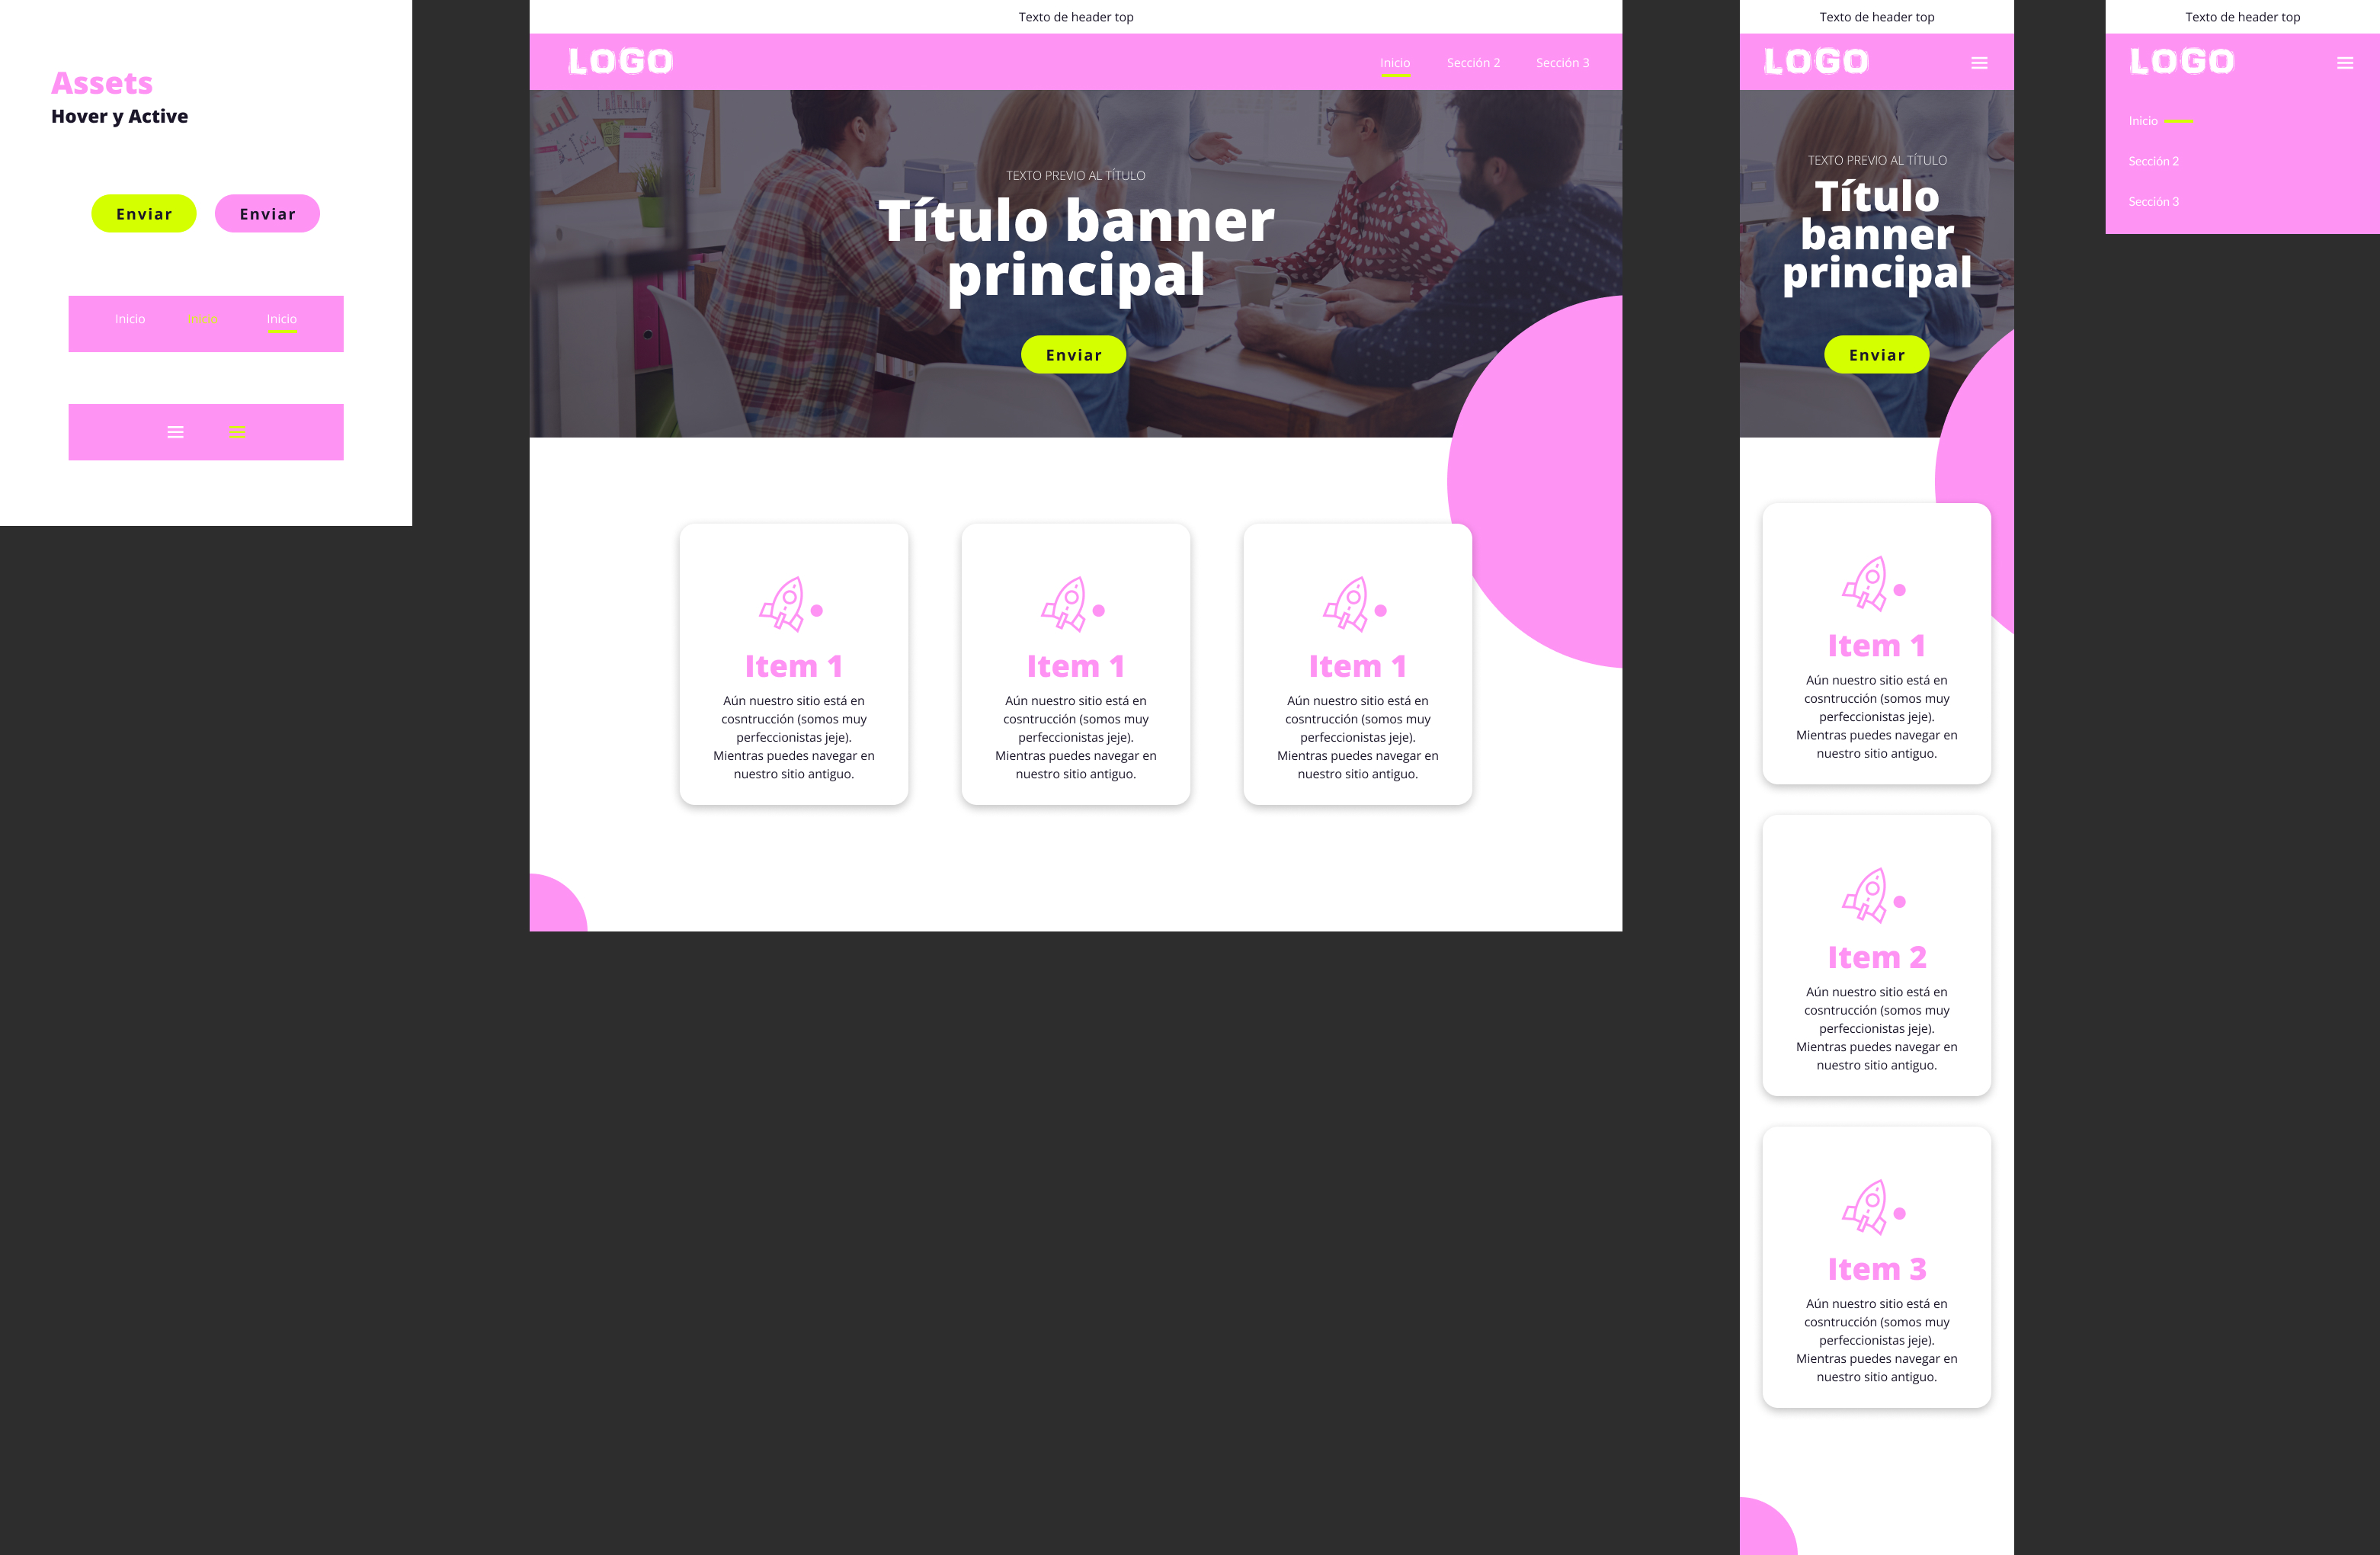 Assets
Hover y Active
Enviar
Enviar
Inicio
Inicio
Inicio
Texto de header top
LOGO
Inicio
Sección 2
Sección 3
TEXTO PREVIO AL TÍTULO
Título banner
principal
Enviar
Item 1
Aún nuestro sitio está en
cosntrucción (somos muy
perfeccionistas jeje).
Mientras puedes navegar en
nuestro sitio antiguo.
Item 1
Aún nuestro sitio está en
cosntrucción (somos muy
perfeccionistas jeje).
Mientras puedes navegar en
nuestro sitio antiguo.
Item 1
Aún nuestro sitio está en
cosntrucción (somos muy
perfeccionistas jeje).
Mientras puedes navegar en
nuestro sitio antiguo.
Texto de header top
LOGO
TEXTO PREVIO AL TÍTULO
Título
banner
principal
Enviar
Item 1
Aún nuestro sitio está en
cosntrucción (somos muy
perfeccionistas jeje).
Mientras puedes navegar en
nuestro sitio antiguo.
Item 2
Aún nuestro sitio está en
cosntrucción (somos muy
perfeccionistas jeje).
Mientras puedes navegar en
nuestro sitio antiguo.
Item 3
Aún nuestro sitio está en
cosntrucción (somos muy
perfeccionistas jeje).
Mientras puedes navegar en
nuestro sitio antiguo.
Texto de header top
LOGO
Inicio
Sección 2
Sección 3